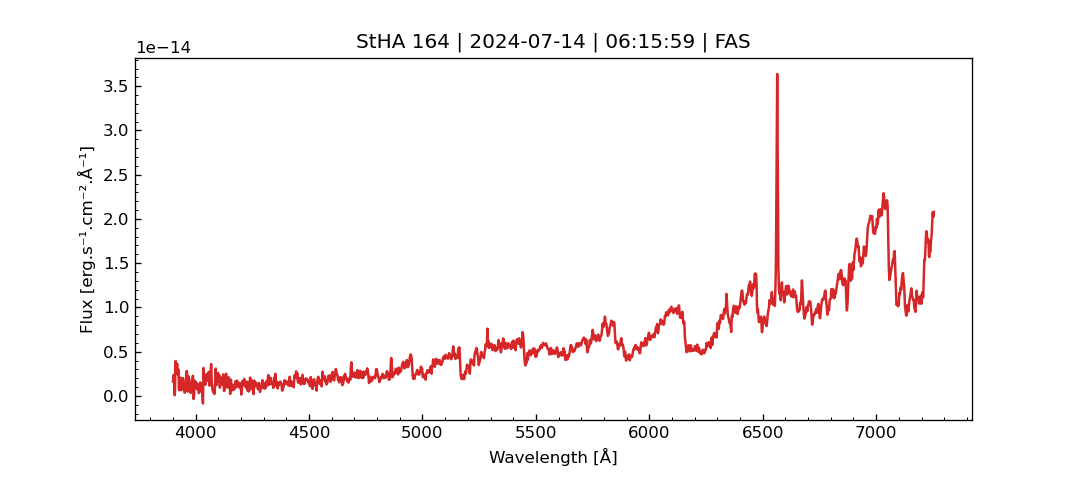 StHA 164 | 2024-07-14 | 06:15:59 | FAS
1e−14
3.5
3.0
2.5
2.0
1.5
1.0
0.5
0.0
Flux [erg.s⁻¹.cm⁻².Å⁻¹]
4000 4500 5000 5500 6000 6500 7000
Wavelength [Å]